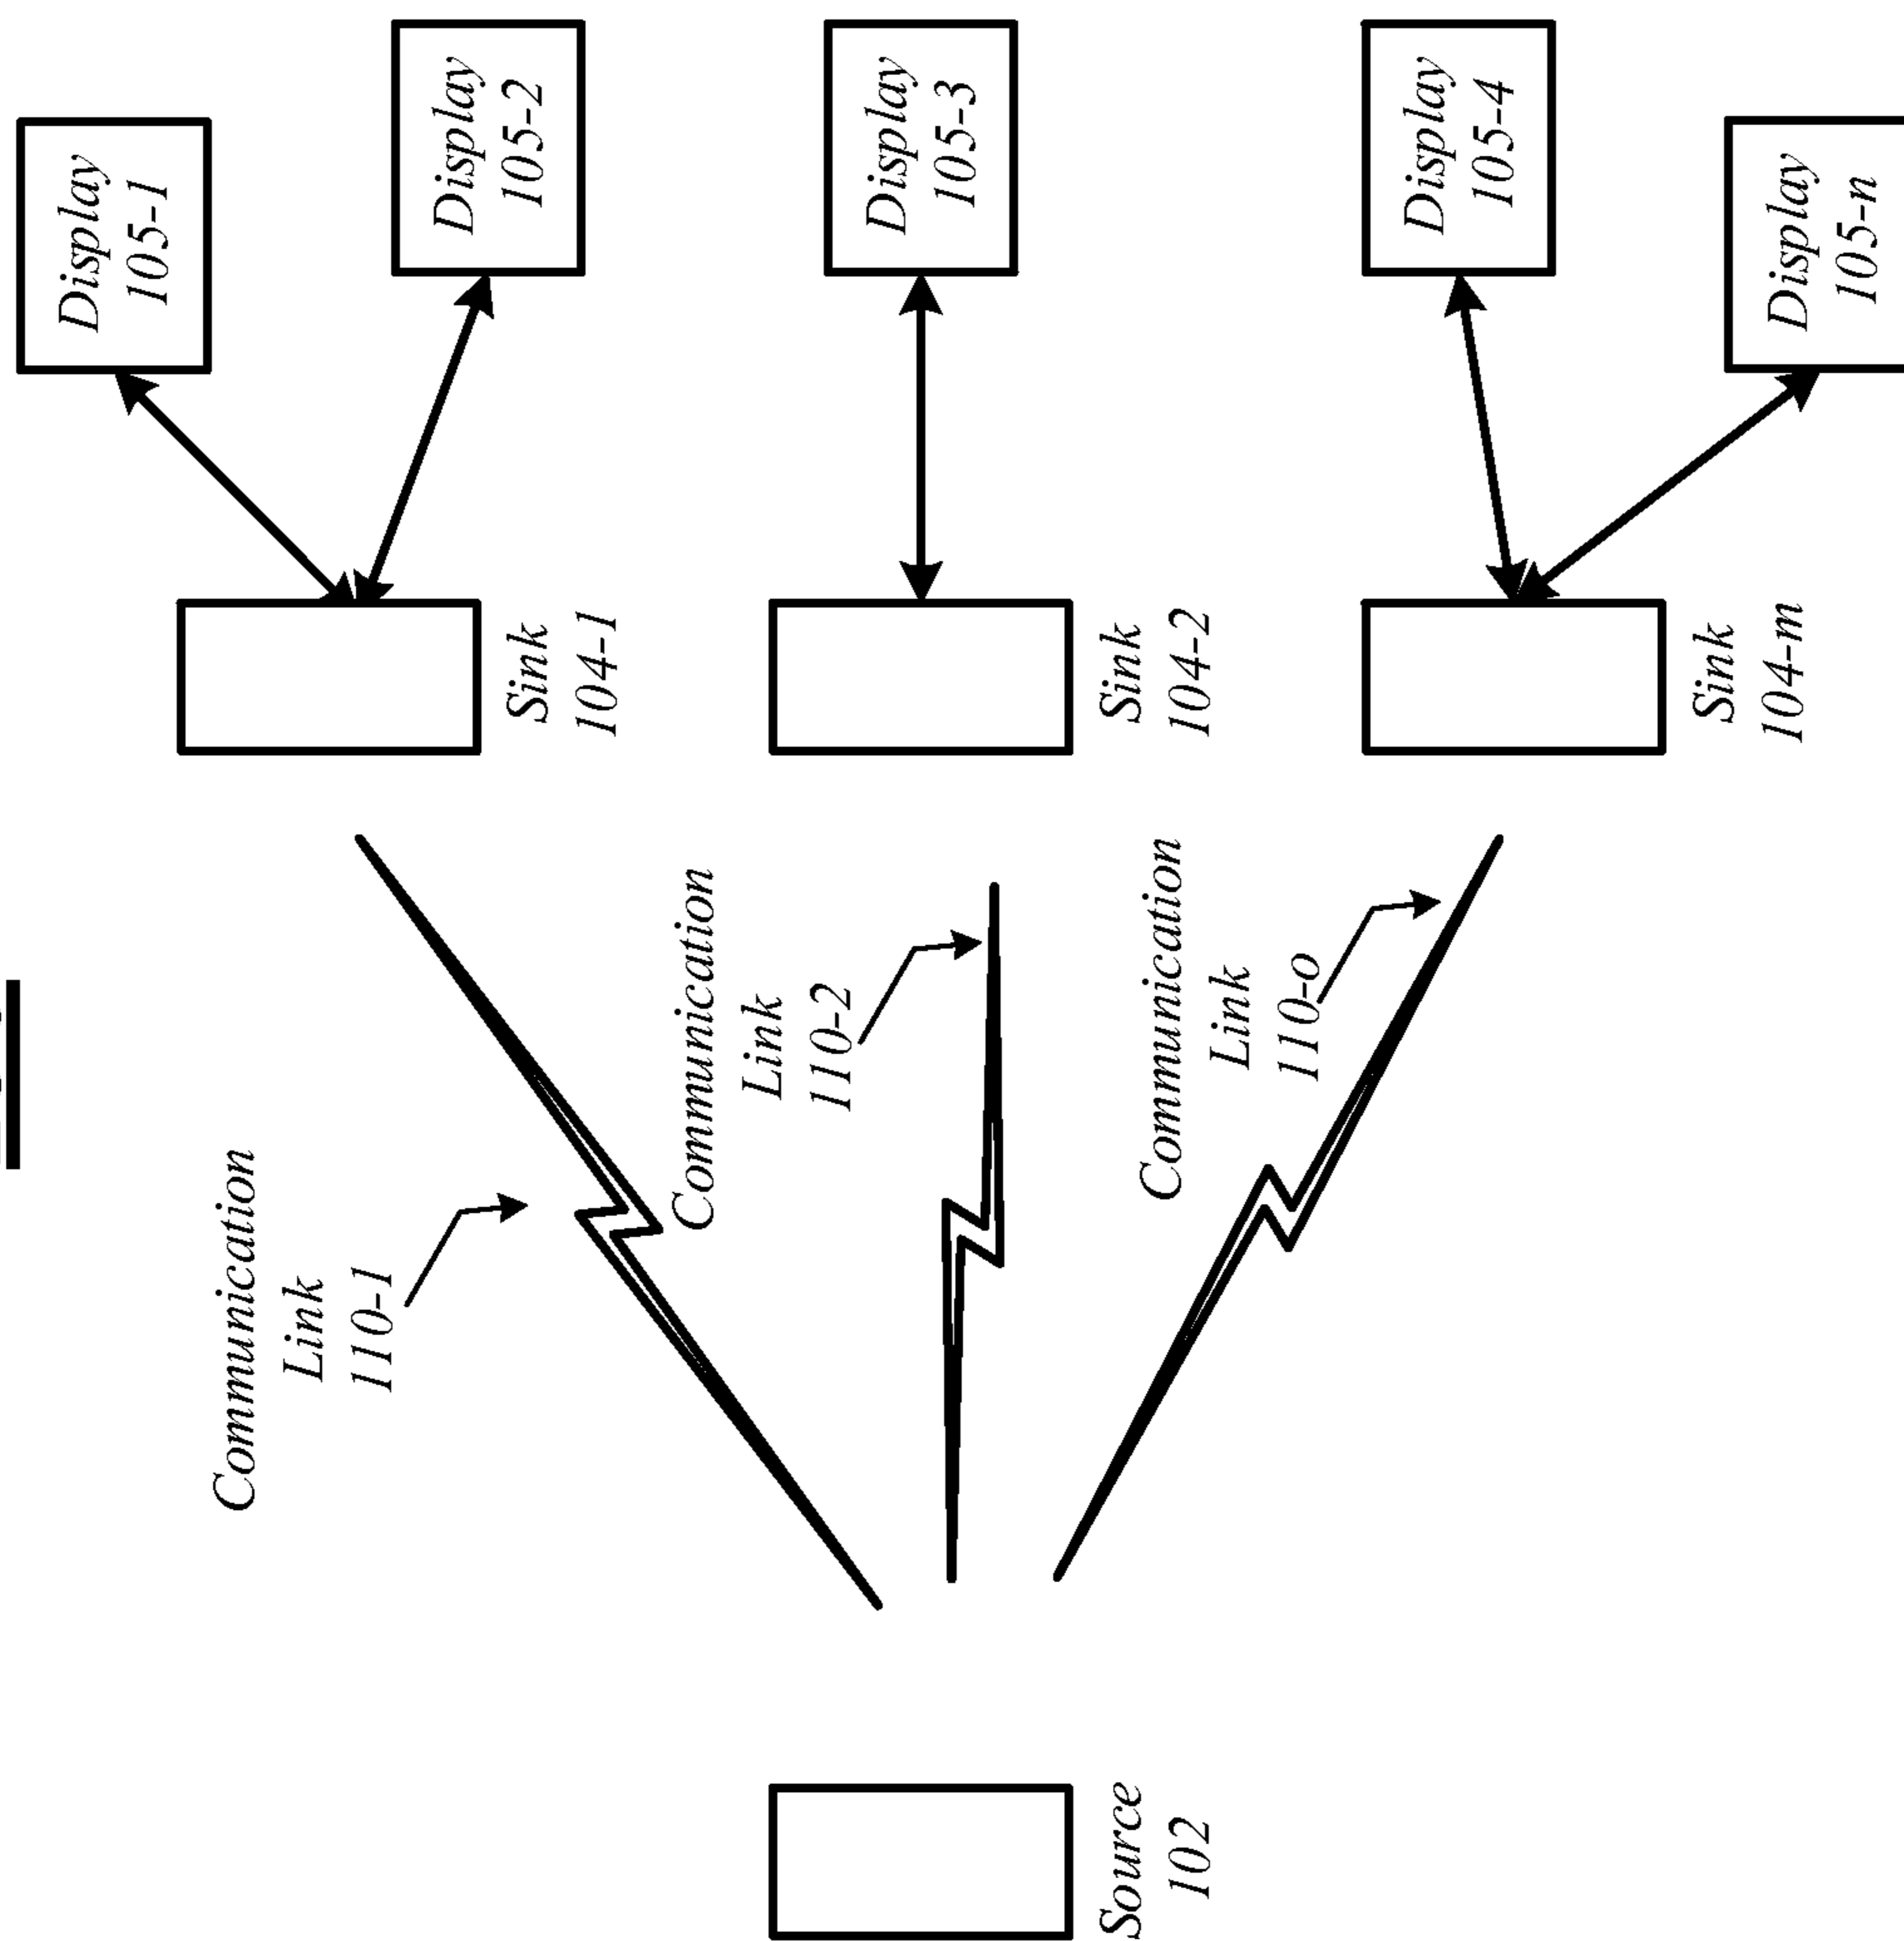 Display
105-1
Display
105-2
Display
105-3
Display
105-4
Display
105-n
Sink
104-1
Sink
104-2
Sink
104-m
Communication
Link
110-1
Communication
Link
110-2
Communication
Link
110-o
Source
102